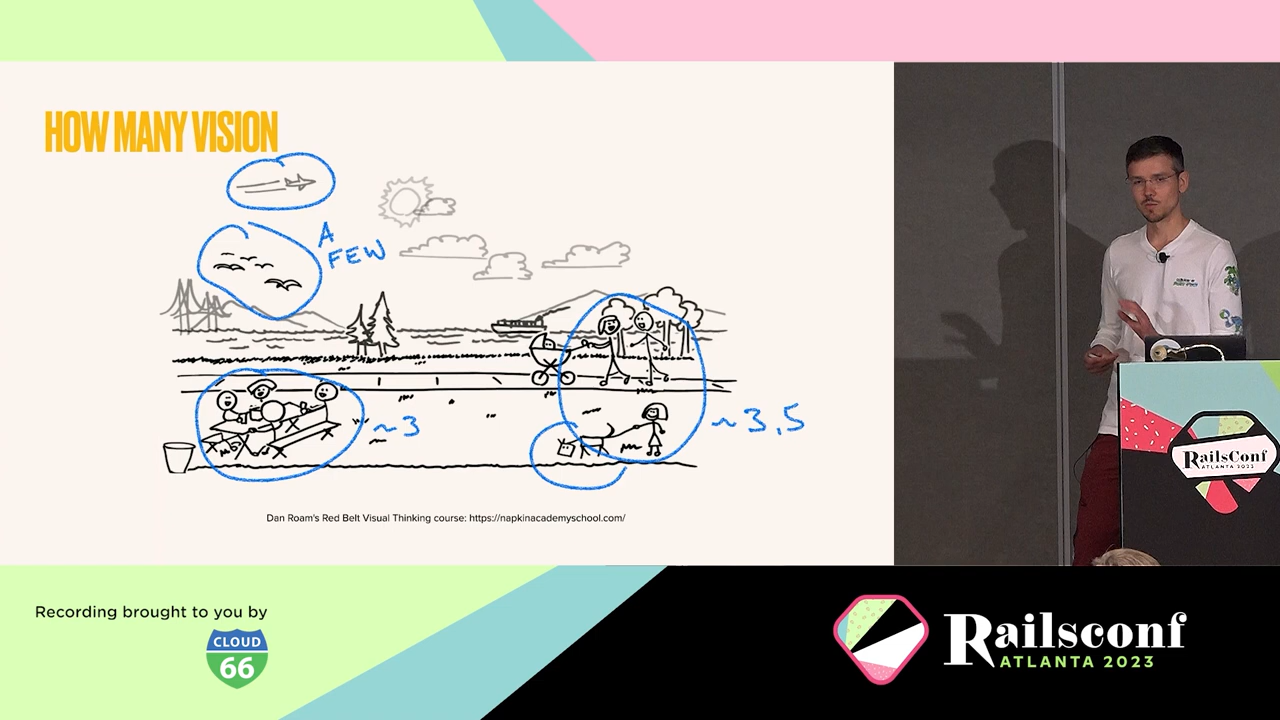 HOW MANY VISION
A
FEW
~3
~3,5
Dan Roam's Red Belt Visual Thinking course: https://napkinacademyschool.com/
RailsConf
ATLANTA 2023
Recording brought to you by
CLOUD
66
Railsconf
ATLANTA 2023